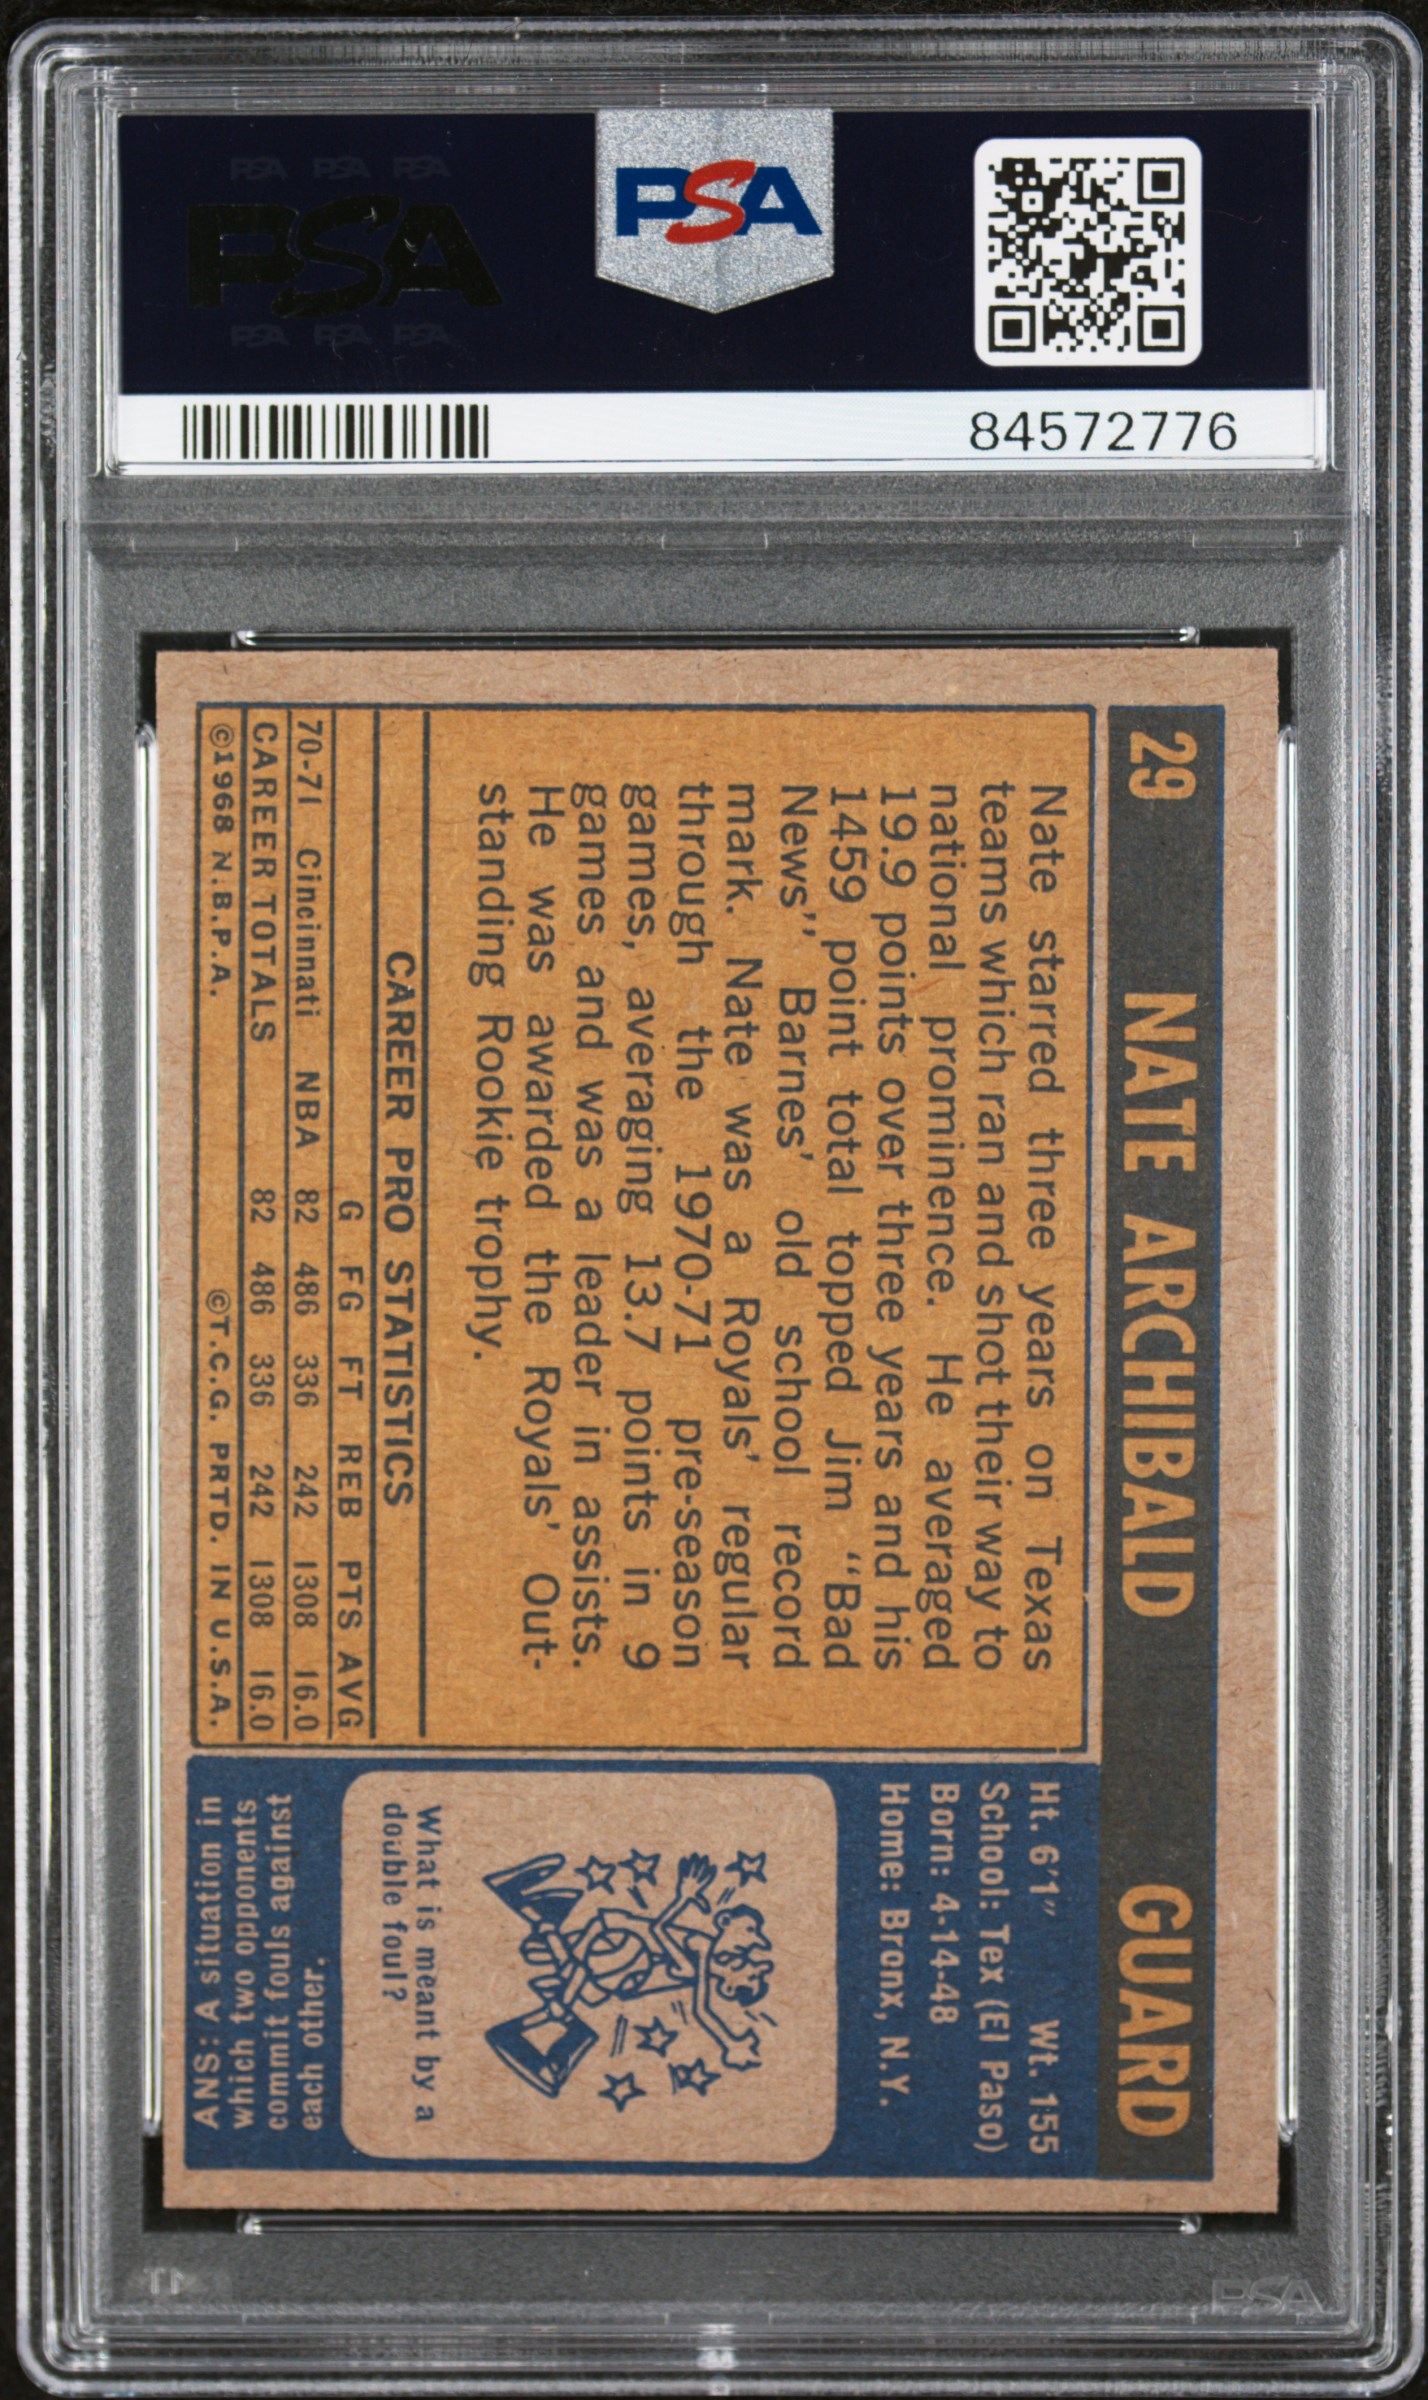 PSA PSA PSA
PSA
PSA PSA PSA
PSA
84572776
29 NATE ARCHIBALD GUARD
Nate starred three years on Texas
teams which ran and shot their way to
national prominence. He averaged
19.9 points over three years and his
1459 point total topped Jim "Bad
News" Barnes' old school record
mark. Nate was a Royals' regular
through the 1970-71 pre-season
games, averaging 13.7 points in 9
games and was a leader in assists.
He was awarded the Royals' Out-
standing Rookie trophy.
CAREER PRO STATISTICS
G FG FT REB PTS AVG
70-71 Cincinnati NBA 82 486 336 242 1308 16.0
CAREER TOTALS 82 486 336 242 1308 16.0
©1968 N.B.P.A. ©T.C.G. PRTD. IN U.S.A.
Ht. 6'1" Wt. 155
School: Tex (El Paso)
Born: 4-14-48
Home: Bronx, N.Y.
What is meant by a
double foul?
ANS: A situation in
which two opponents
commit fouls against
each other.
PSA